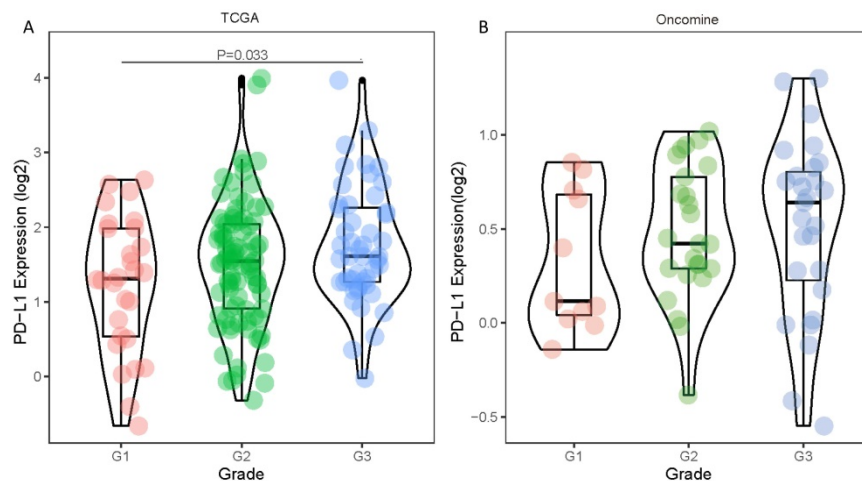 A
TCGA
P=0.033
4
3
2
1
0
PD−L1 Expression (log2)
G1 G2 G3
Grade
B
Oncomine
1.0
0.5
0.0
−0.5
PD−L1 Expression(log2)
G1 G2 G3
Grade